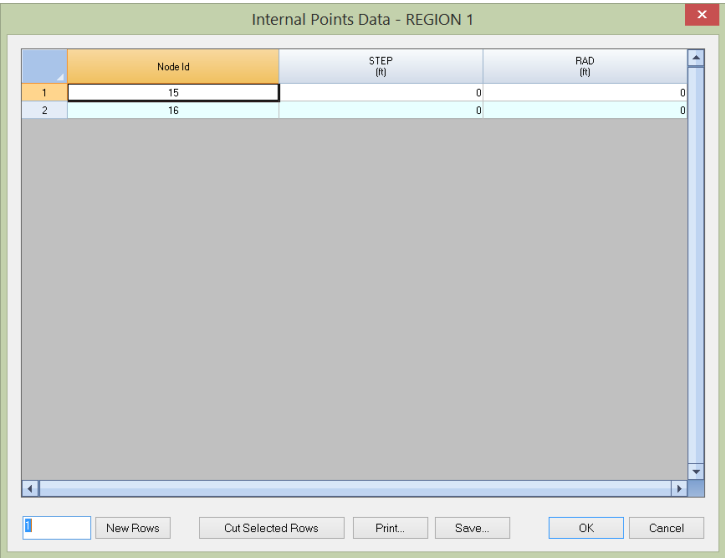 Internal Points Data - REGION 1
Node Id STEP (ft) RAD (ft)
1 15 0 0
2 16 0 0
1 New Rows Cut Selected Rows Print... Save... OK Cancel